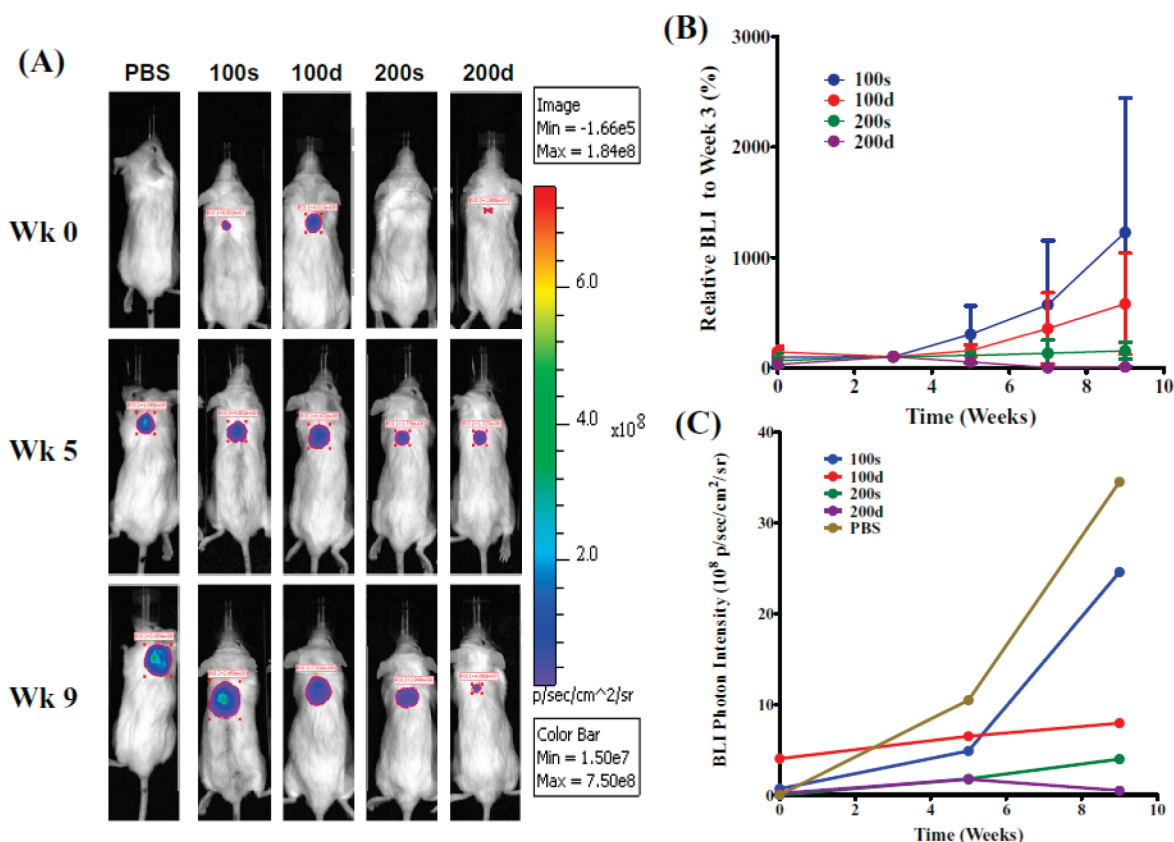 (A)
PBS 100s 100d 200s 200d
Wk 0
Wk 5
Wk 9
Image
Min = -1.66e5
Max = 1.84e8
6.0
4.0
x10^8
2.0
p/sec/cm^2/sr
Color Bar
Min = 1.50e7
Max = 7.50e8
(B)
Relative BLI to Week 3 (%)
3000
2000
1000
0
100s
100d
200s
200d
0 2 4 6 8 10
Time (Weeks)
(C)
BLI Photon Intensity (10^8 p/sec/cm^2/sr)
40
30
20
10
0
100s
100d
200s
200d
PBS
0 2 4 6 8 10
Time (Weeks)